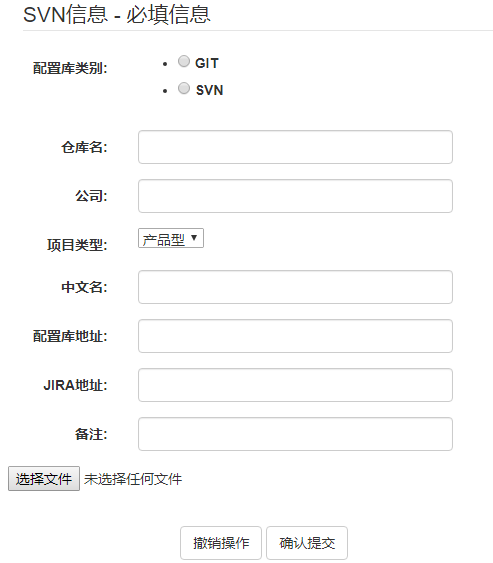 SVN信息 - 必填信息
配置库类别:
GIT
SVN
仓库名:
公司:
项目类型: 产品型
中文名:
配置库地址:
JIRA地址:
备注:
选择文件 未选择任何文件
撤销操作 确认提交